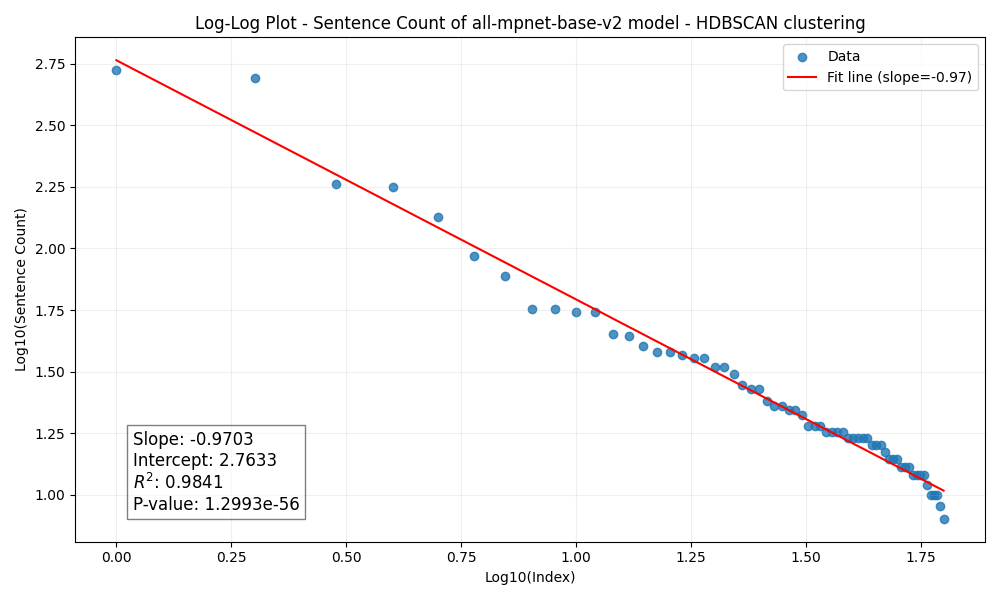 Log-Log Plot - Sentence Count of all-mpnet-base-v2 model - HDBSCAN clustering
Data
Fit line (slope=-0.97)
Log10(Sentence Count)
2.75
2.50
2.25
2.00
1.75
1.50
1.25
1.00
Slope: -0.9703
Intercept: 2.7633
R²: 0.9841
P-value: 1.2993e-56
0.00 0.25 0.50 0.75 1.00 1.25 1.50 1.75
Log10(Index)